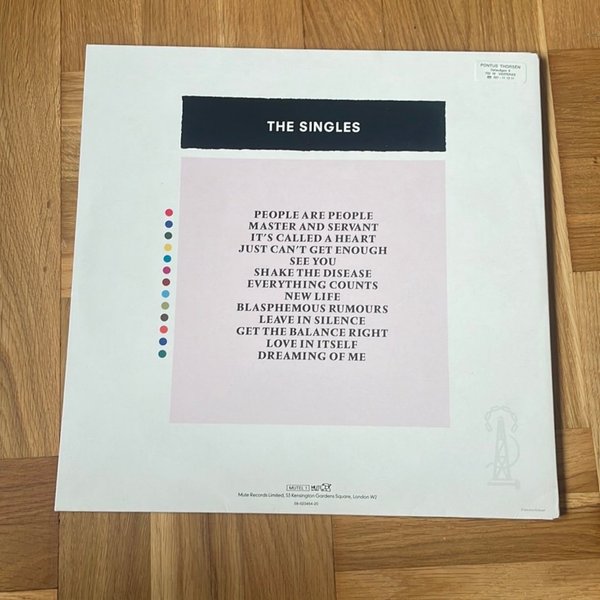 PONTUS THOMSEN
THE SINGLES
PEOPLE ARE PEOPLE
MASTER AND SERVANT
IT'S CALLED A HEART
JUST CAN'T GET ENOUGH
SEE YOU
SHAKE THE DISEASE
EVERYTHING COUNTS
NEW LIFE
BLASPHEMOUS RUMOURS
LEAVE IN SILENCE
GET THE BALANCE RIGHT
LOVE IN ITSELF
DREAMING OF ME
MUTEL 1 MUTE
Mute Records Limited, 53 Kensington Gardens Square, London W2